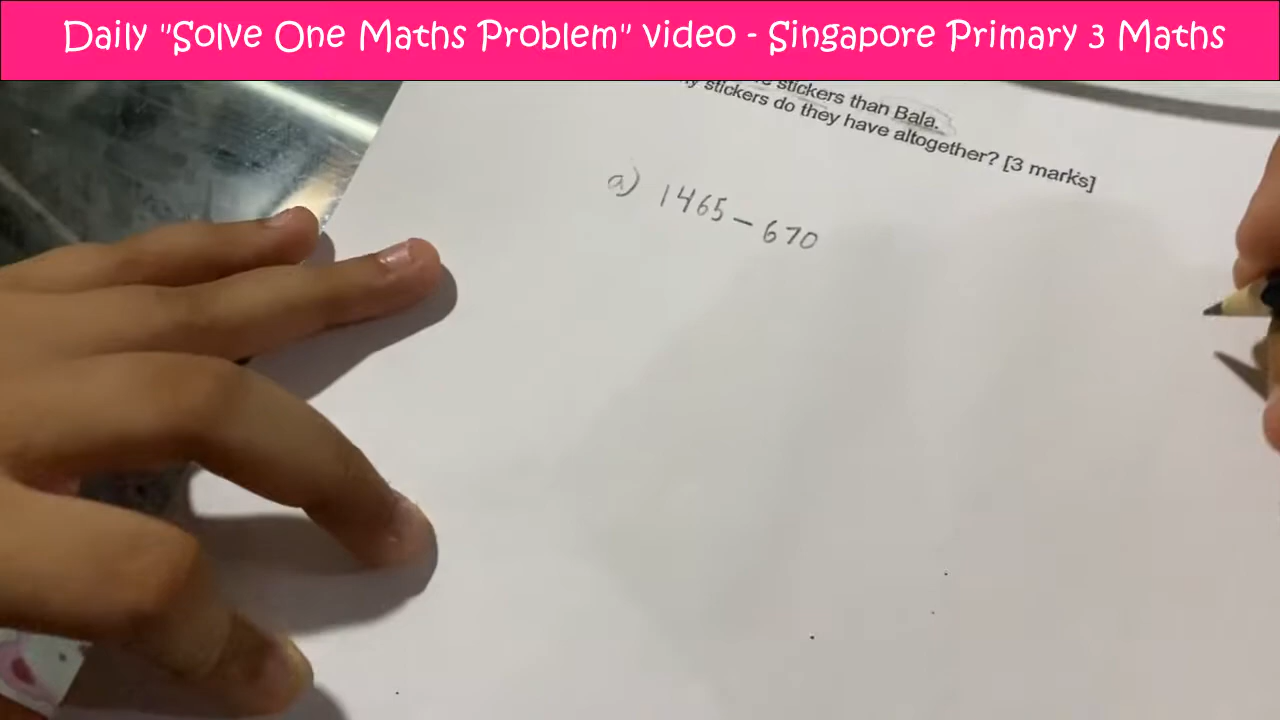 Daily "Solve One Maths Problem" video - Singapore Primary 3 Maths
stickers than Bala.
stickers do they have altogether? [3 marks]
a) 1465 - 670